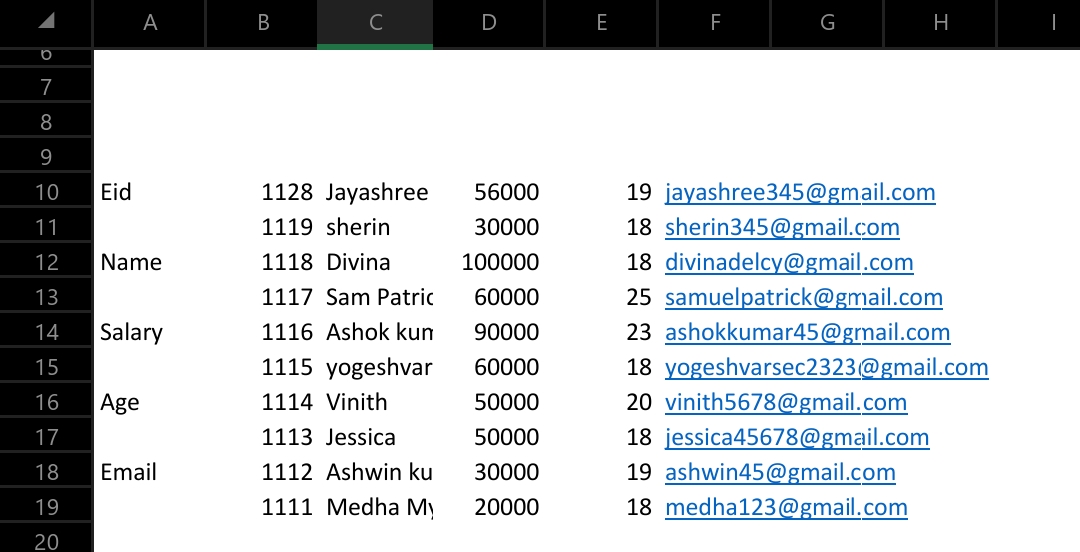 A B C D E F G H I
6
7
8
9
10 Eid 1128 Jayashree 56000 19 jayashree345@gmail.com
11 1119 sherin 30000 18 sherin345@gmail.com
12 Name 1118 Divina 100000 18 divinadelcy@gmail.com
13 1117 Sam Patric 60000 25 samuelpatrick@gmail.com
14 Salary 1116 Ashok kum 90000 23 ashokkumar45@gmail.com
15 1115 yogeshvar 60000 18 yogeshvarsec2323@gmail.com
16 Age 1114 Vinith 50000 20 vinith5678@gmail.com
17 1113 Jessica 50000 18 jessica45678@gmail.com
18 Email 1112 Ashwin ku 30000 19 ashwin45@gmail.com
19 1111 Medha My 20000 18 medha123@gmail.com
20